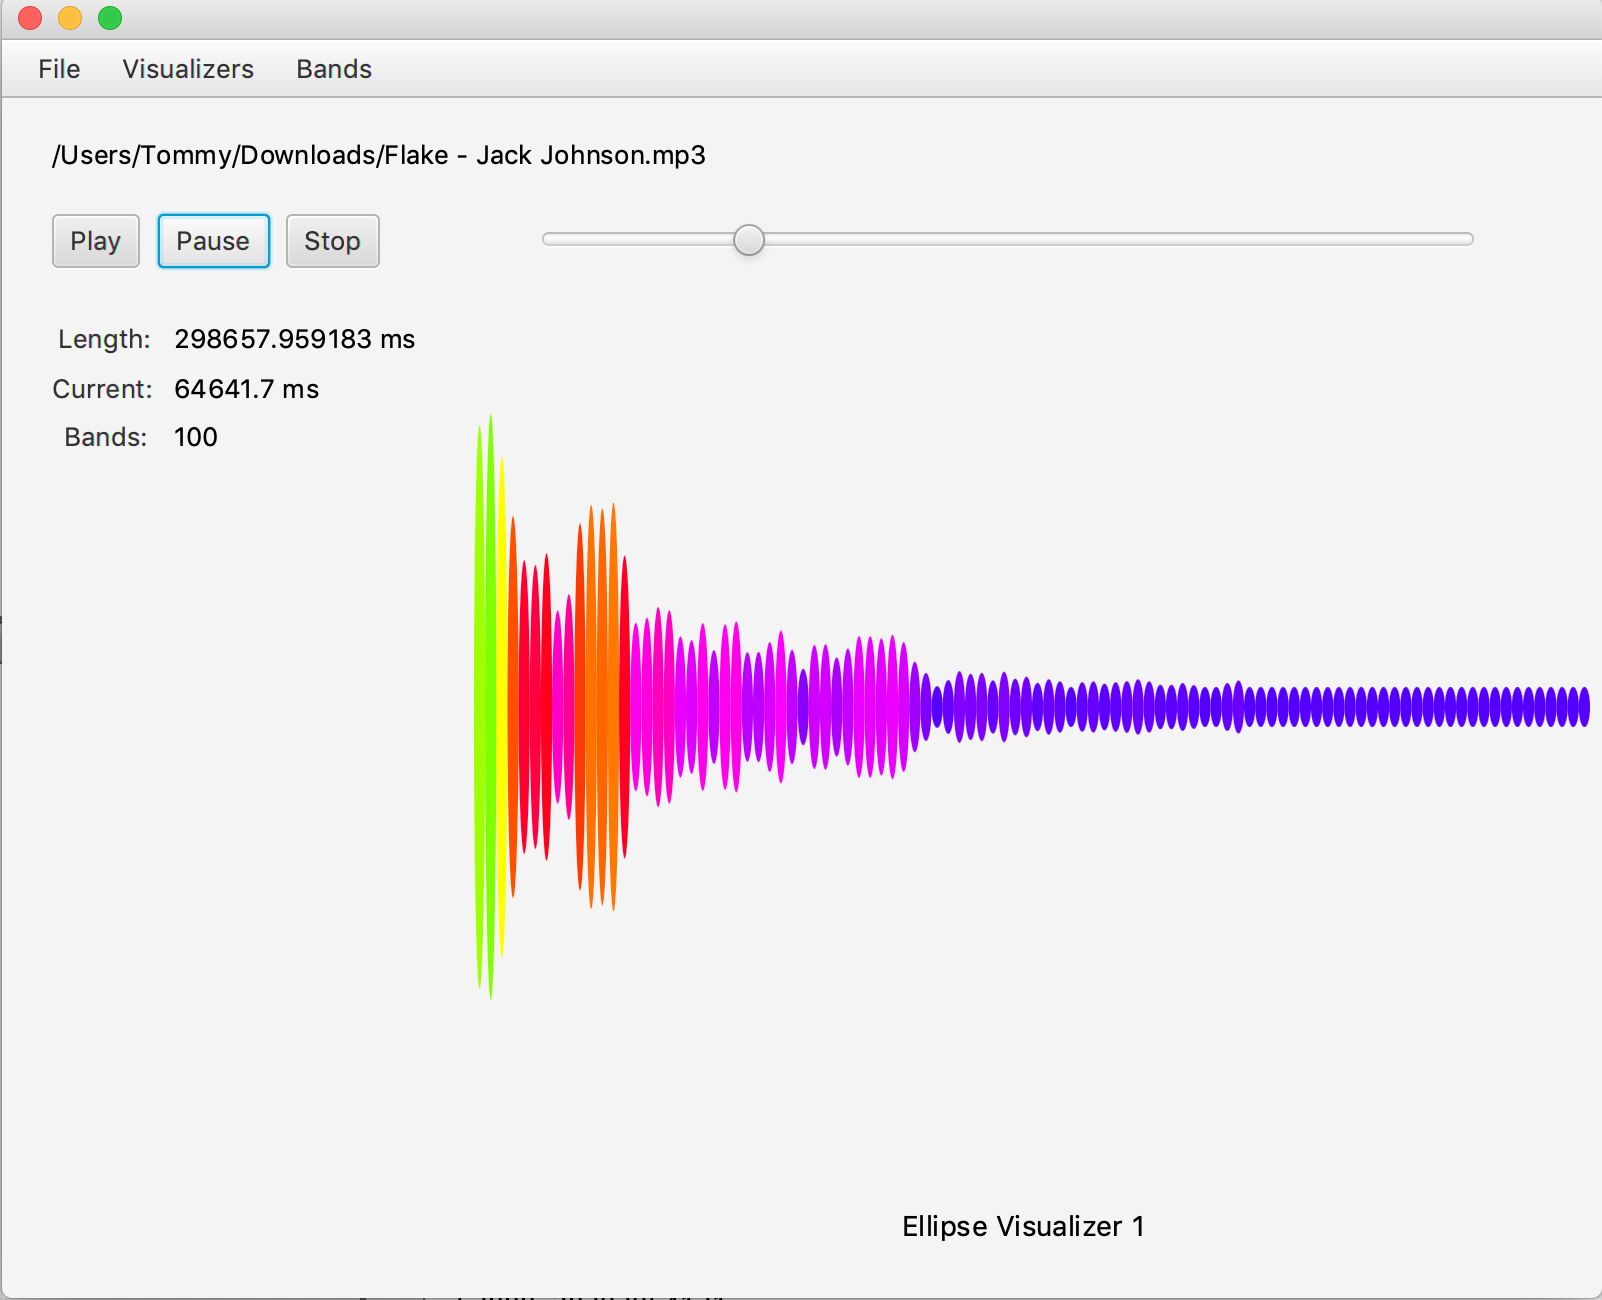 File Visualizers Bands
/Users/Tommy/Downloads/Flake - Jack Johnson.mp3
Play Pause Stop
Length: 298657.959183 ms
Current: 64641.7 ms
Bands: 100
Ellipse Visualizer 1